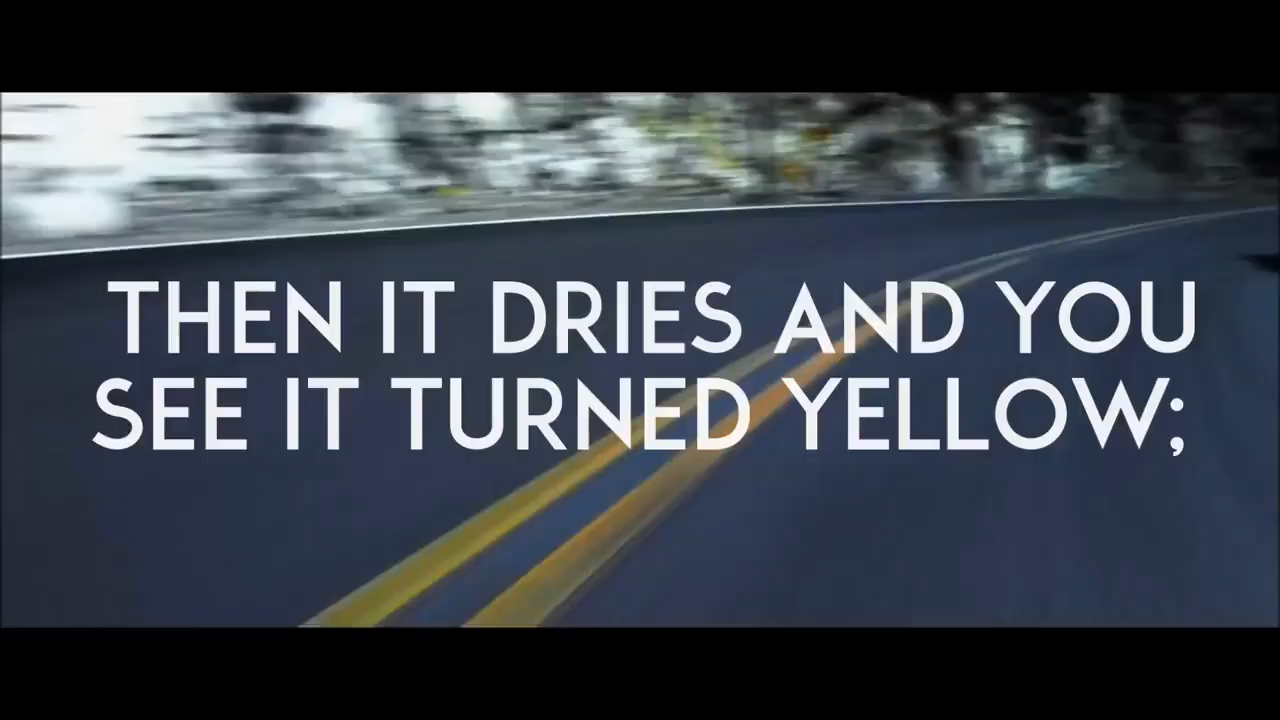 THEN IT DRIES AND YOU
SEE IT TURNED YELLOW;